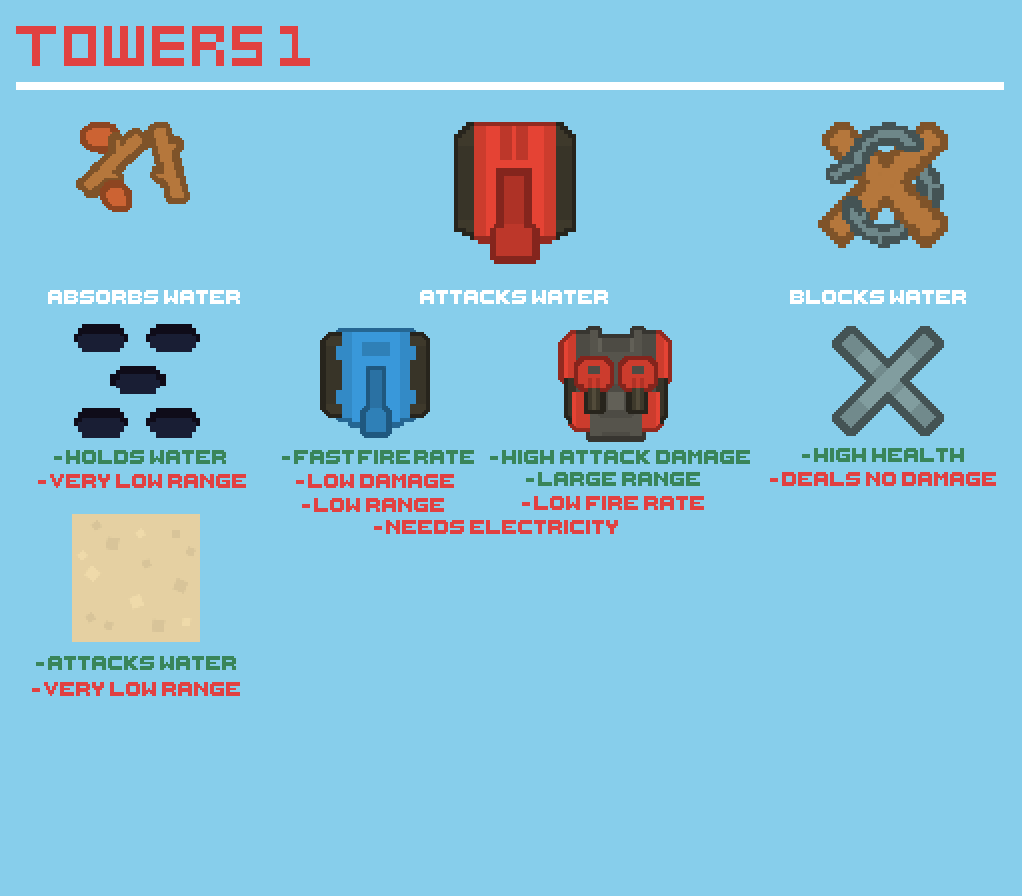 TOWERS 1
ABSORBS WATER
ATTACKS WATER
BLOCKS WATER
-HOLDS WATER
-VERY LOW RANGE
-FAST FIRE RATE
-LOW DAMAGE
-LOW RANGE
-HIGH ATTACK DAMAGE
-LARGE RANGE
-LOW FIRE RATE
-NEEDS ELECTRICITY
-HIGH HEALTH
-DEALS NO DAMAGE
-ATTACKS WATER
-VERY LOW RANGE